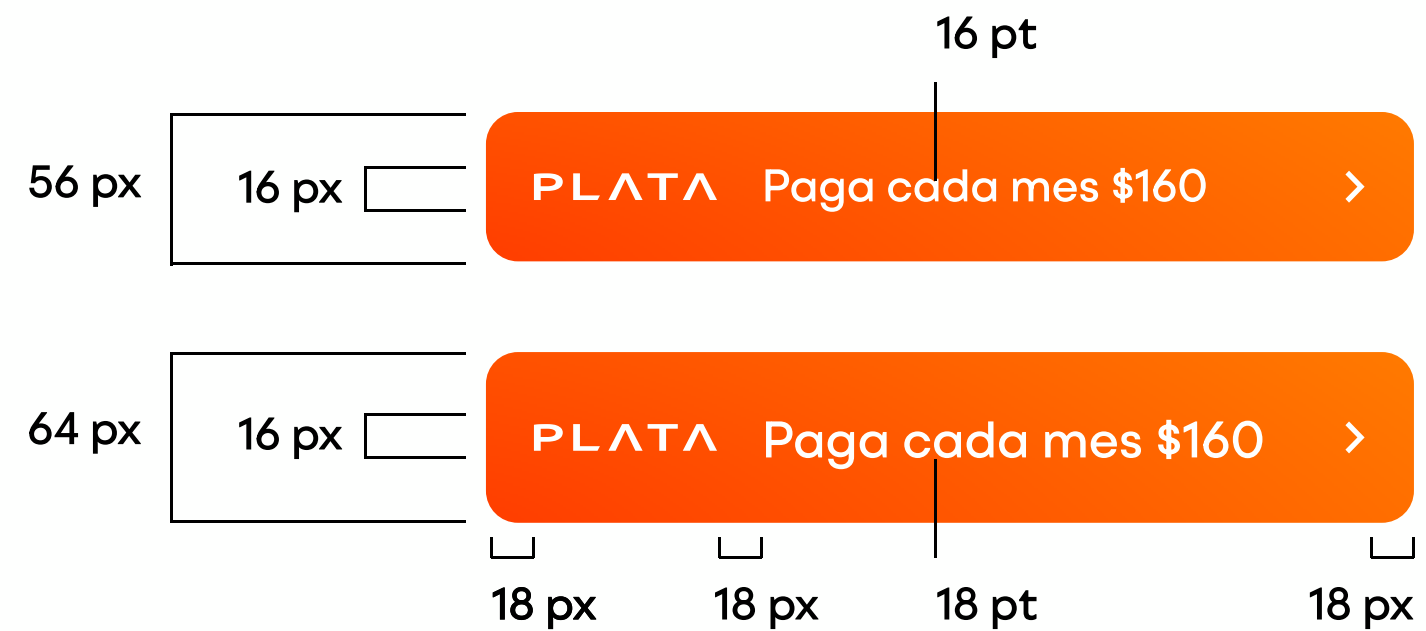 16 pt
56 px
16 px
PLATA Paga cada mes $160
64 px
16 px
PLATA Paga cada mes $160
18 px
18 px
18 pt
18 px